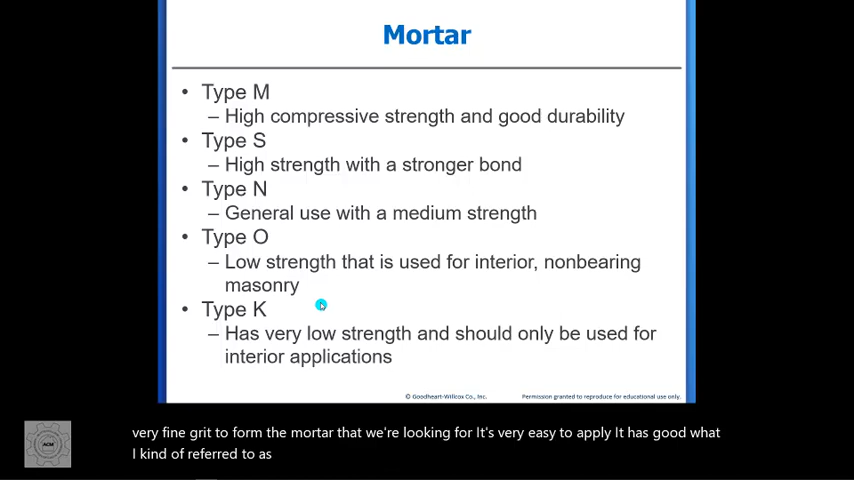 Mortar
• Type M
– High compressive strength and good durability
• Type S
– High strength with a stronger bond
• Type N
– General use with a medium strength
• Type O
– Low strength that is used for interior, nonbearing
masonry
• Type K
– Has very low strength and should only be used for
interior applications
© Goodheart-Willcox Co., Inc. Permission granted to reproduce for educational use only.
very fine grit to form the mortar that we're looking for It's very easy to apply It has good what
I kind of referred to as
ACM